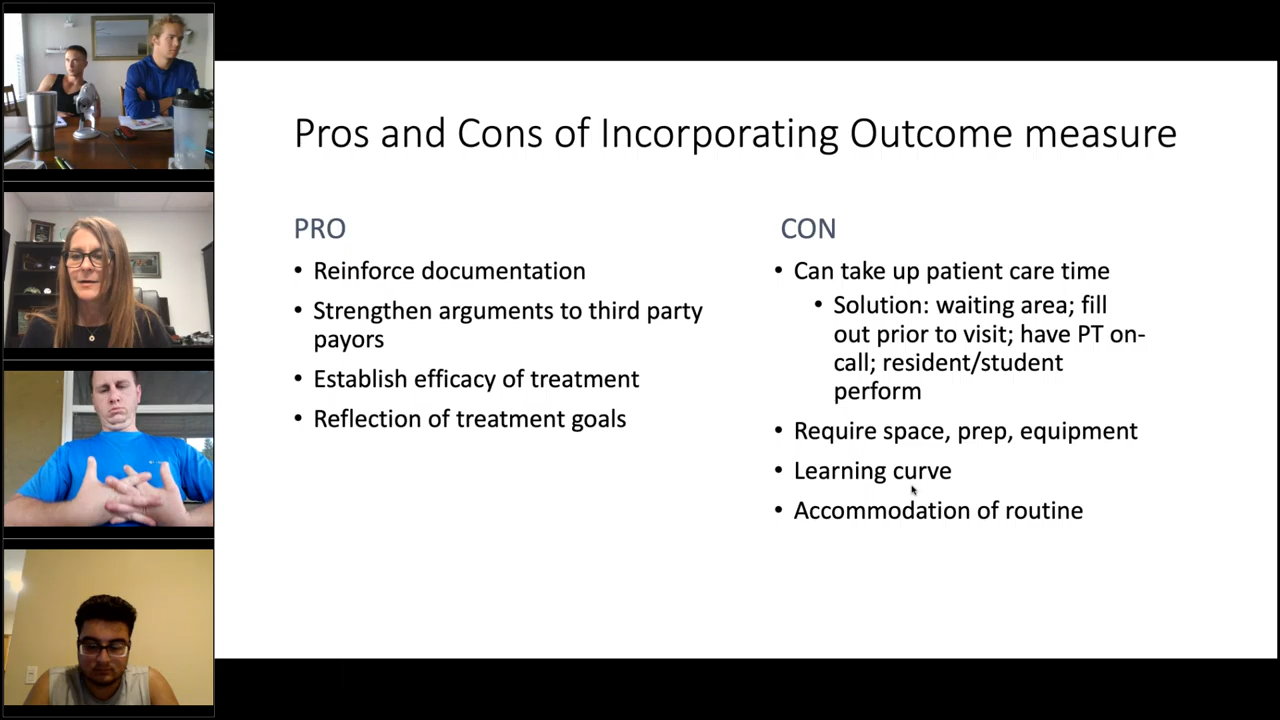 Pros and Cons of Incorporating Outcome measure
PRO
• Reinforce documentation
• Strengthen arguments to third party
payors
• Establish efficacy of treatment
• Reflection of treatment goals
CON
• Can take up patient care time
• Solution: waiting area; fill
out prior to visit; have PT on-
call; resident/student
perform
• Require space, prep, equipment
• Learning curve
• Accommodation of routine